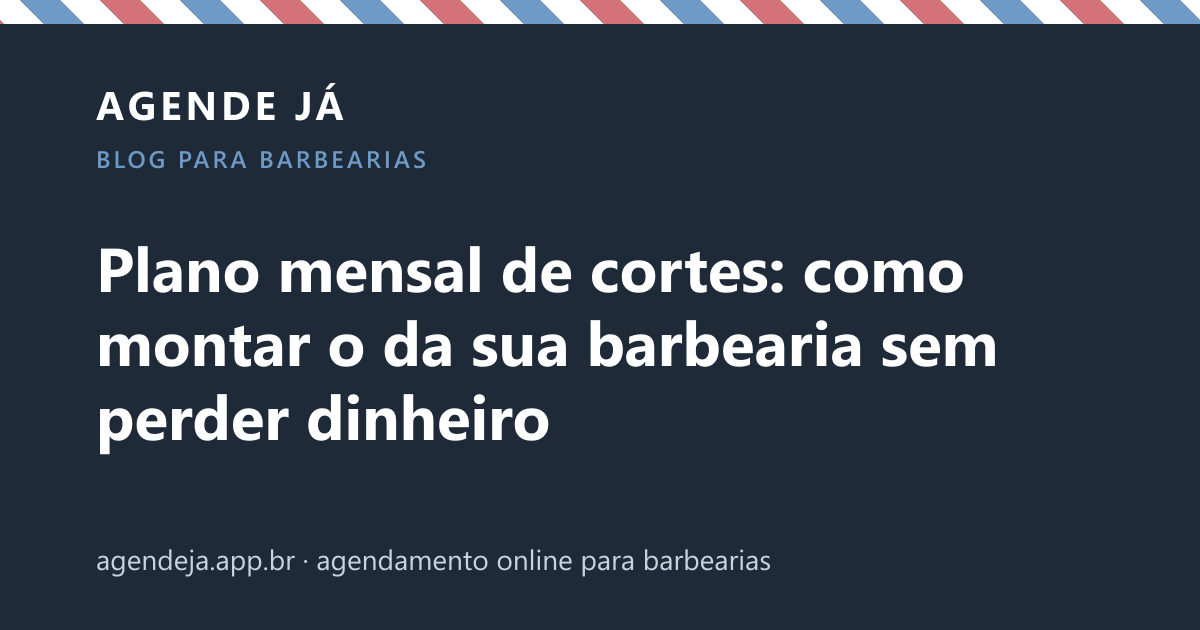 AGENDE JÁ
BLOG PARA BARBEARIAS
Plano mensal de cortes: como
montar o da sua barbearia sem
perder dinheiro
agendeja.app.br · agendamento online para barbearias